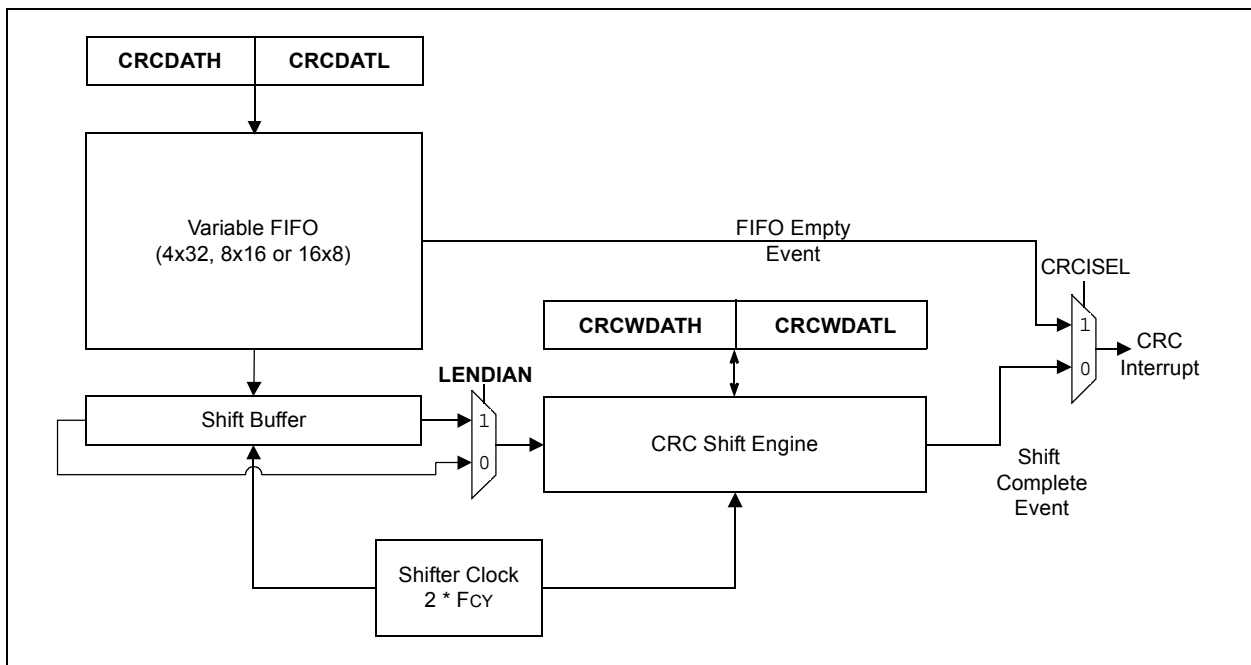 CRCDATH
CRCDATL
Variable FIFO
(4x32, 8x16 or 16x8)
FIFO Empty
Event
CRCISEL
1
0
CRC
Interrupt
CRCWDATH
CRCWDATL
LENDIAN
Shift Buffer
1
0
CRC Shift Engine
Shift
Complete
Event
Shifter Clock
2 * FCY